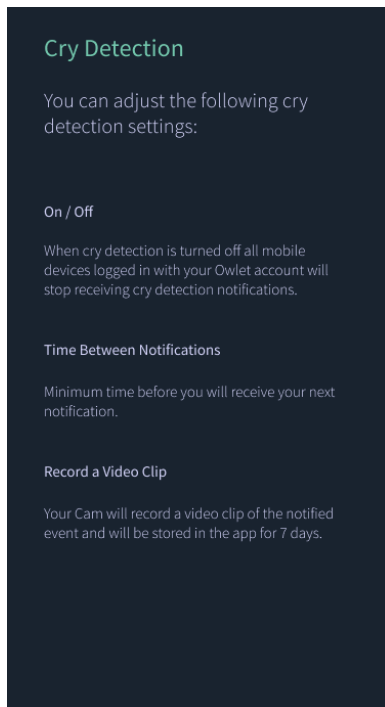 Cry Detection
You can adjust the following cry
detection settings:
On / Off
When cry detection is turned off all mobile
devices logged in with your Owlet account will
stop receiving cry detection notifications.
Time Between Notifications
Minimum time before you will receive your next
notification.
Record a Video Clip
Your Cam will record a video clip of the notified
event and will be stored in the app for 7 days.